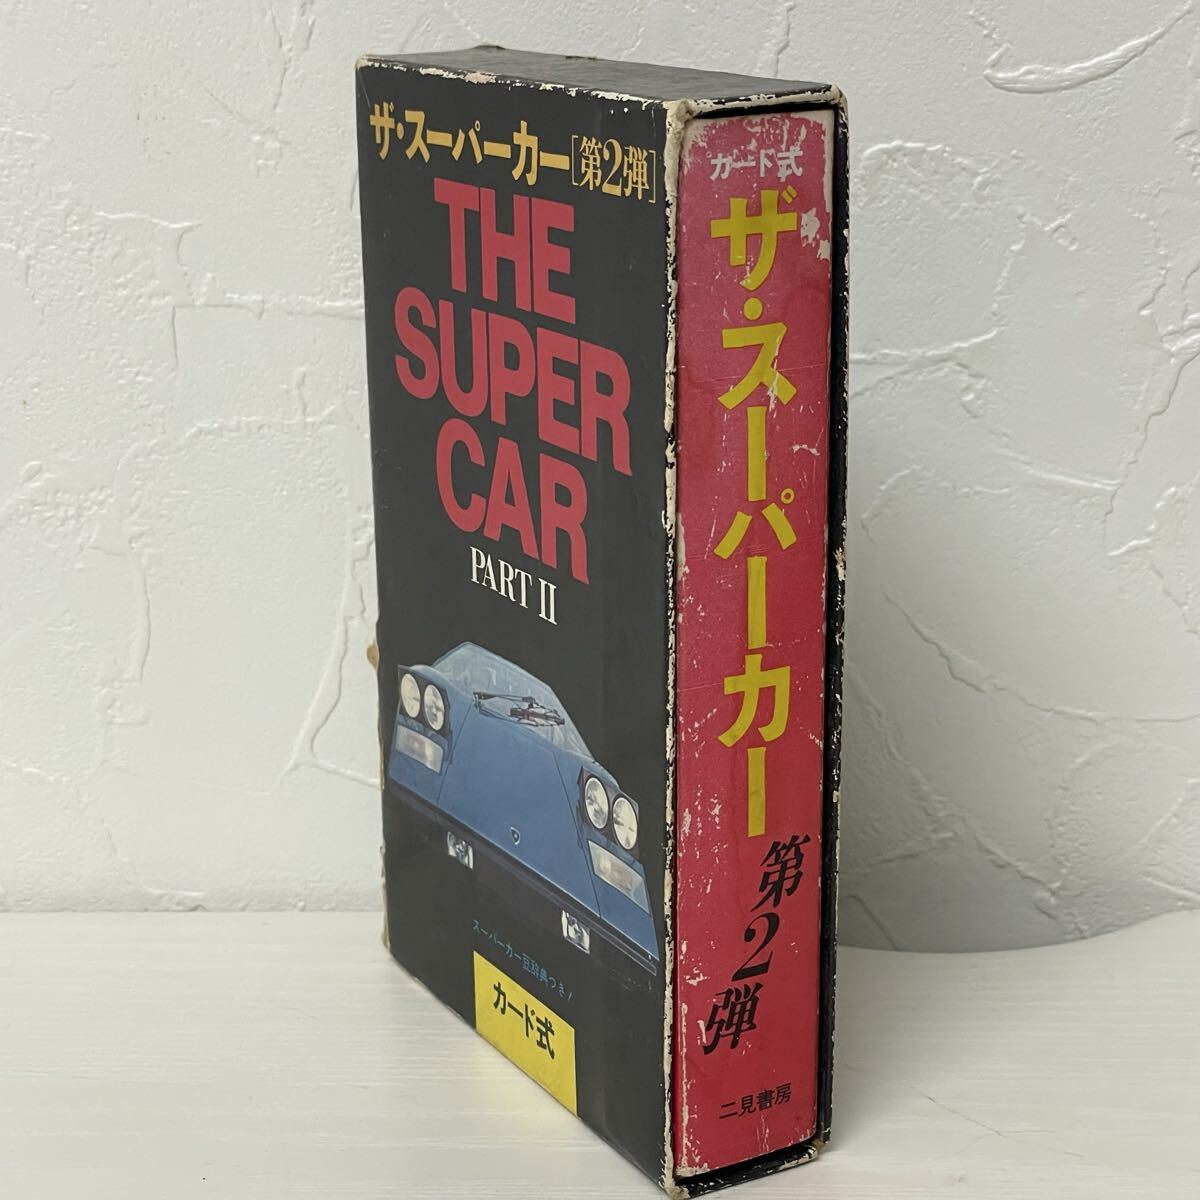 ザ・スーパーカー[第2弾]
THE
SUPER
CAR
PART II
スーパーカー豆辞典つき!
カード式
カード式
ザ・スーパーカー
第2弾
二見書房